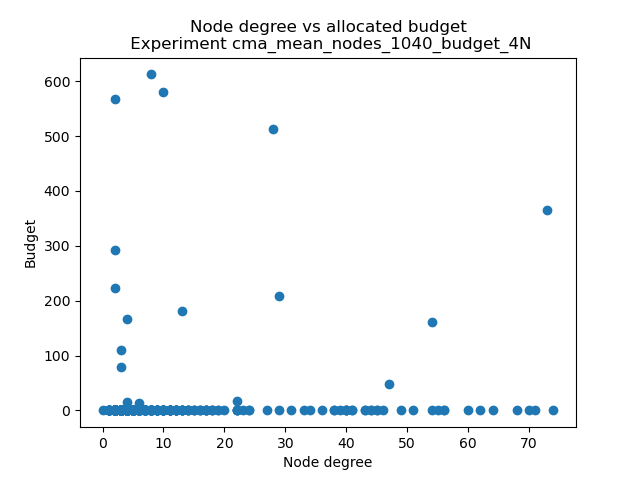 Node degree vs allocated budget
Experiment cma_mean_nodes_1040_budget_4N
600
500
400
300
200
100
0
Budget
0 10 20 30 40 50 60 70
Node degree